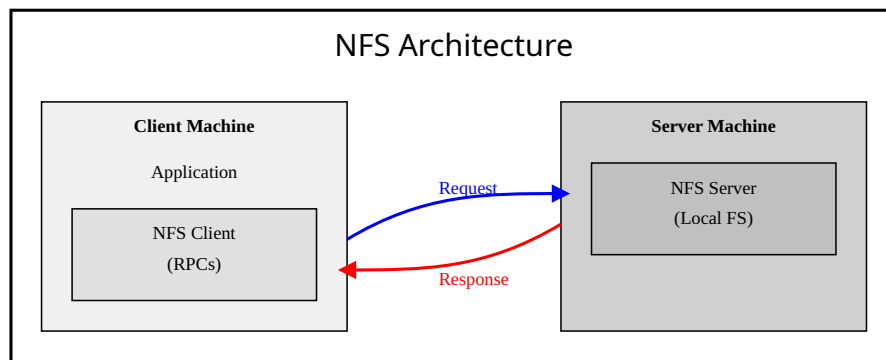 NFS Architecture
Client Machine
Application
NFS Client
(RPCs)
Request
Response
Server Machine
NFS Server
(Local FS)